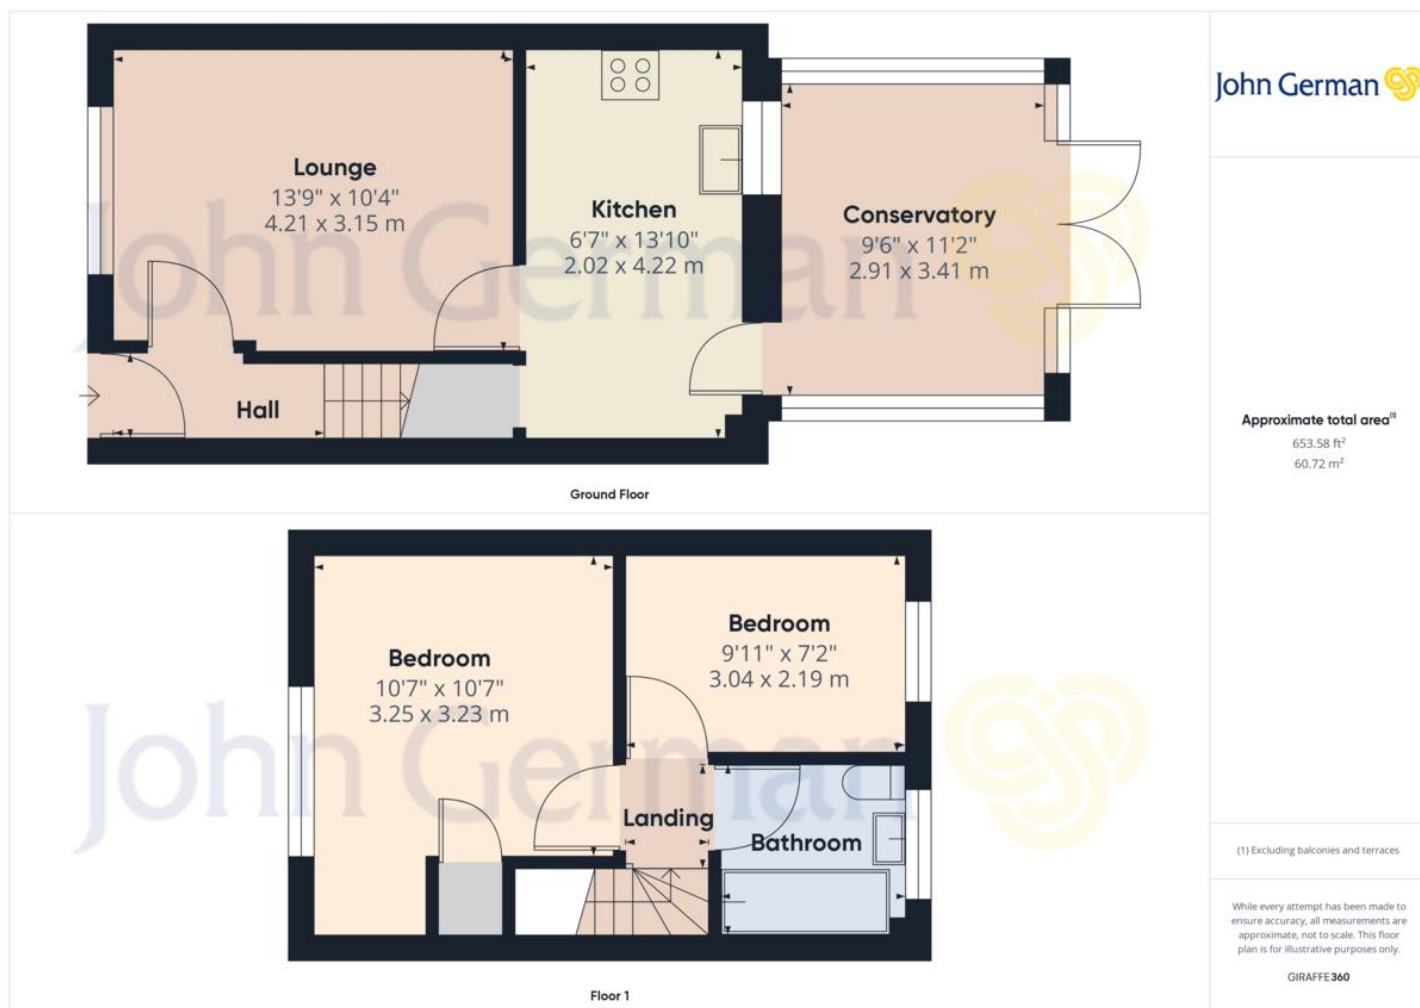 John German
Lounge
13'9" x 10'4"
4.21 x 3.15 m
Kitchen
6'7" x 13'10"
2.02 x 4.22 m
Conservatory
9'6" x 11'2"
2.91 x 3.41 m
Hall
John German
Ground Floor
Approximate total area⁽¹⁾
653.58 ft²
60.72 m²
Bedroom
10'7" x 10'7"
3.25 x 3.23 m
Bedroom
9'11" x 7'2"
3.04 x 2.19 m
Landing
Bathroom
John German
Floor 1
(1) Excluding balconies and terraces
While every attempt has been made to
ensure accuracy, all measurements are
approximate, not to scale. This floor
plan is for illustrative purposes only.
GIRAFFE360